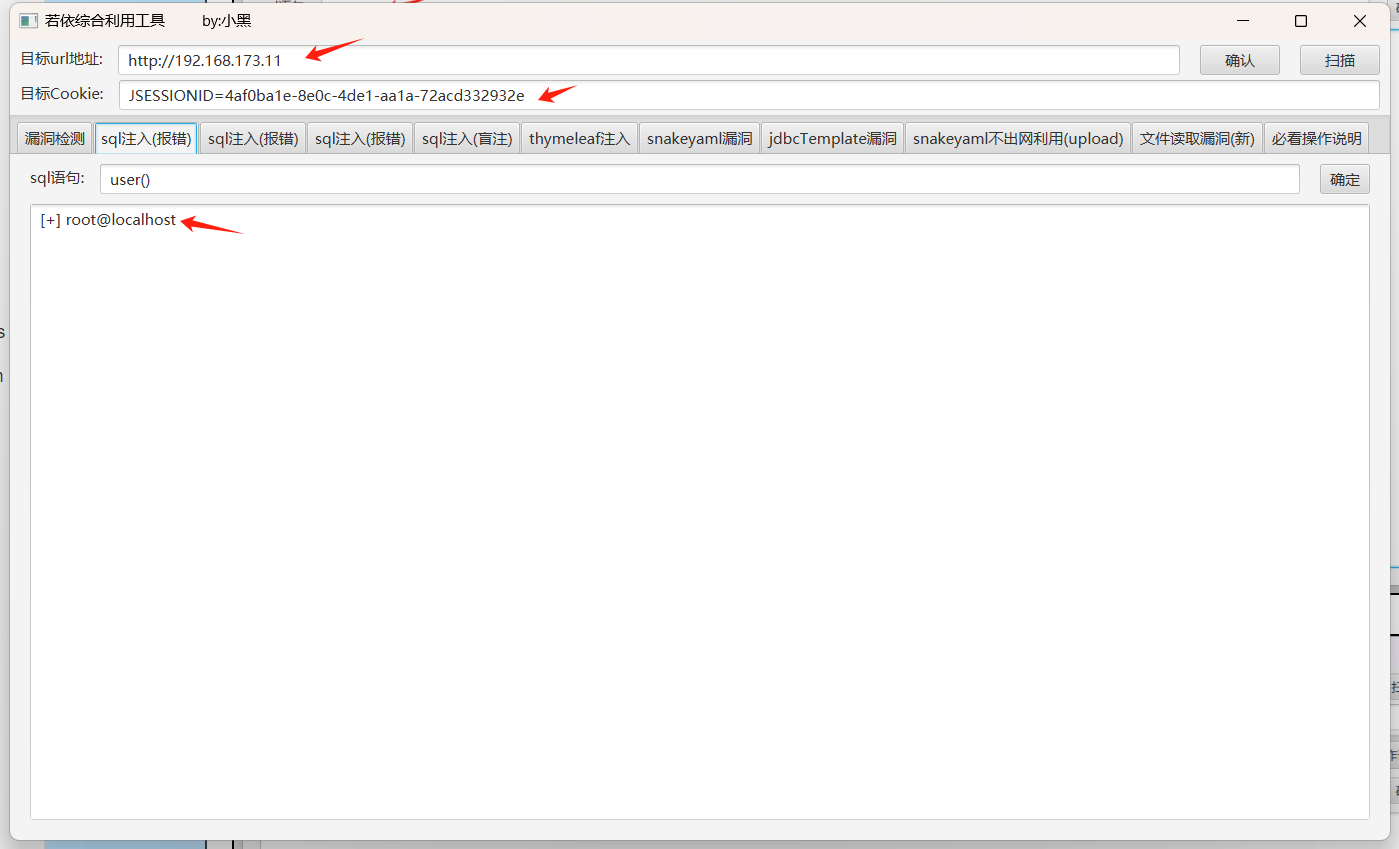 若依综合利用工具 by:小黑
目标url地址: http://192.168.173.11 确认 扫描
目标Cookie: JSESSIONID=4af0ba1e-8e0c-4de1-aa1a-72acd332932e
漏洞检测 sql注入(报错) sql注入(报错) sql注入(报错) sql注入(盲注) thymeleaf注入 snakeyaml漏洞 jdbcTemplate漏洞 snakeyaml不出网利用(upload) 文件读取漏洞(新) 必看操作说明
sql语句: user() 确定
[+] root@localhost